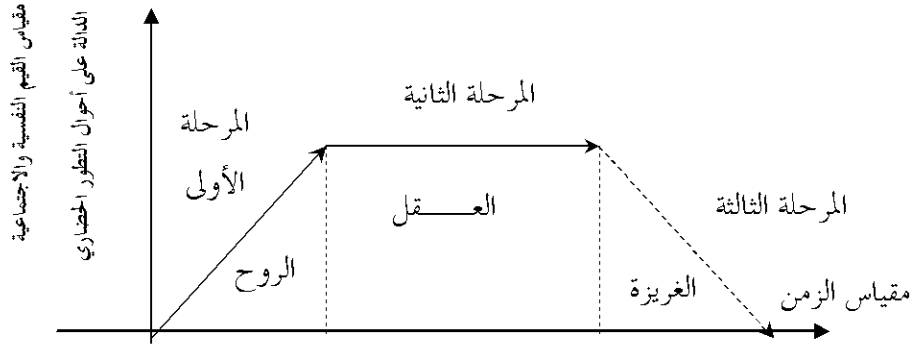 مقياس القيم النفسية والاجتماعية
الدالة على أحوال التطور الحضاري
المرحلة
الأولى
الروح
المرحلة الثانية
العـــــقل
المرحلة الثالثة
الغريزة
مقياس الزمن